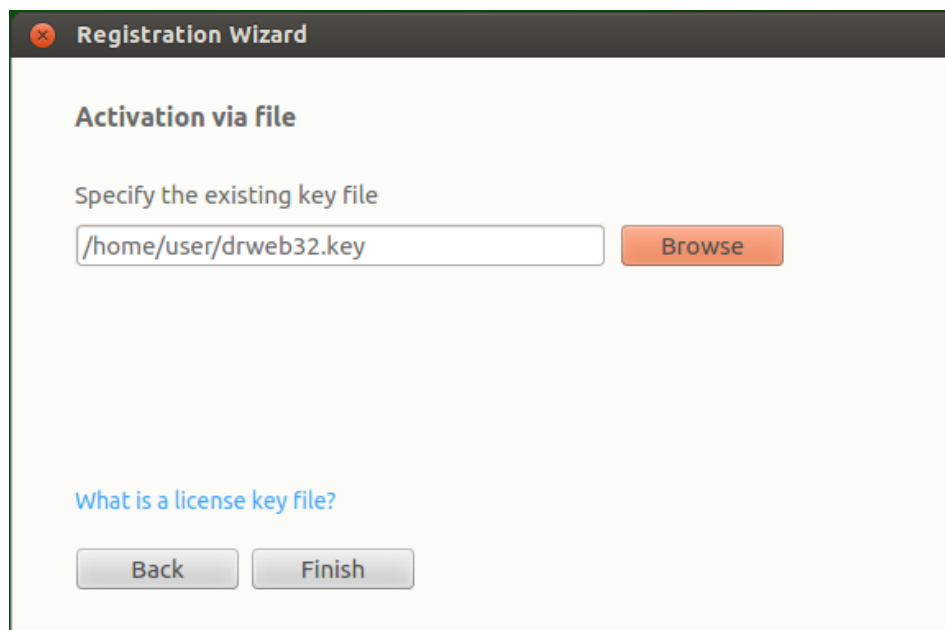 Registration Wizard
Activation via file
Specify the existing key file
/home/user/drweb32.key
Browse
What is a license key file?
Back
Finish